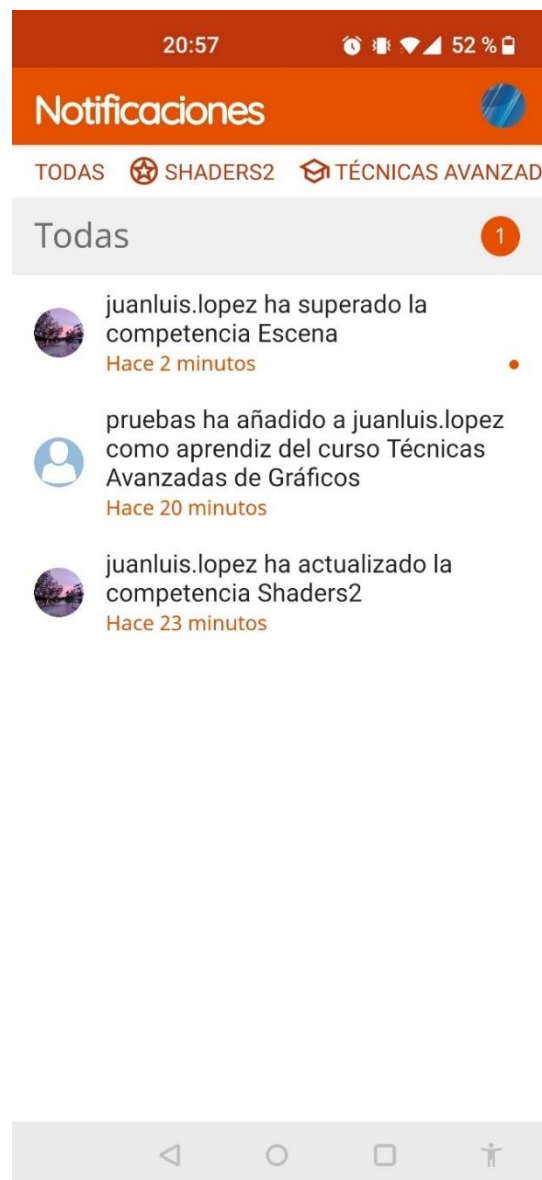 20:57 52 %
Notificaciones
TODAS SHADERS2 TÉCNICAS AVANZAD
Todas 1
juanluis.lopez ha superado la
competencia Escena
Hace 2 minutos
pruebas ha añadido a juanluis.lopez
como aprendiz del curso Técnicas
Avanzadas de Gráficos
Hace 20 minutos
juanluis.lopez ha actualizado la
competencia Shaders2
Hace 23 minutos